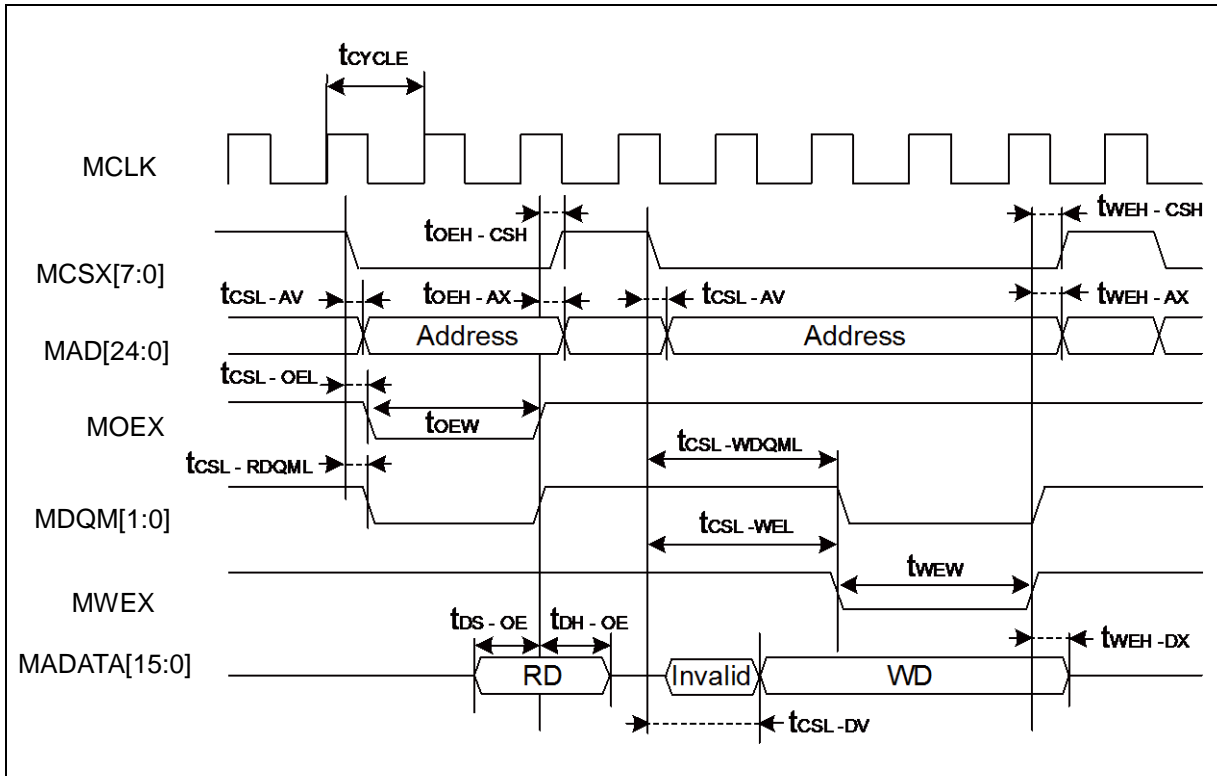 tCYCLE
MCLK
tOEH - CSH
tWEH - CSH
MCSX[7:0]
tCSL - AV
tOEH - AX
tCSL - AV
tWEH - AX
MAD[24:0]
Address
Address
tCSL - OEL
MOEX
tOEW
tCSL -WDQML
tCSL - RDQML
MDQM[1:0]
tCSL -WEL
tWEW
MWEX
tDS - OE
tDH - OE
tWEH -DX
MADATA[15:0]
RD
Invalid
WD
tCSL -DV